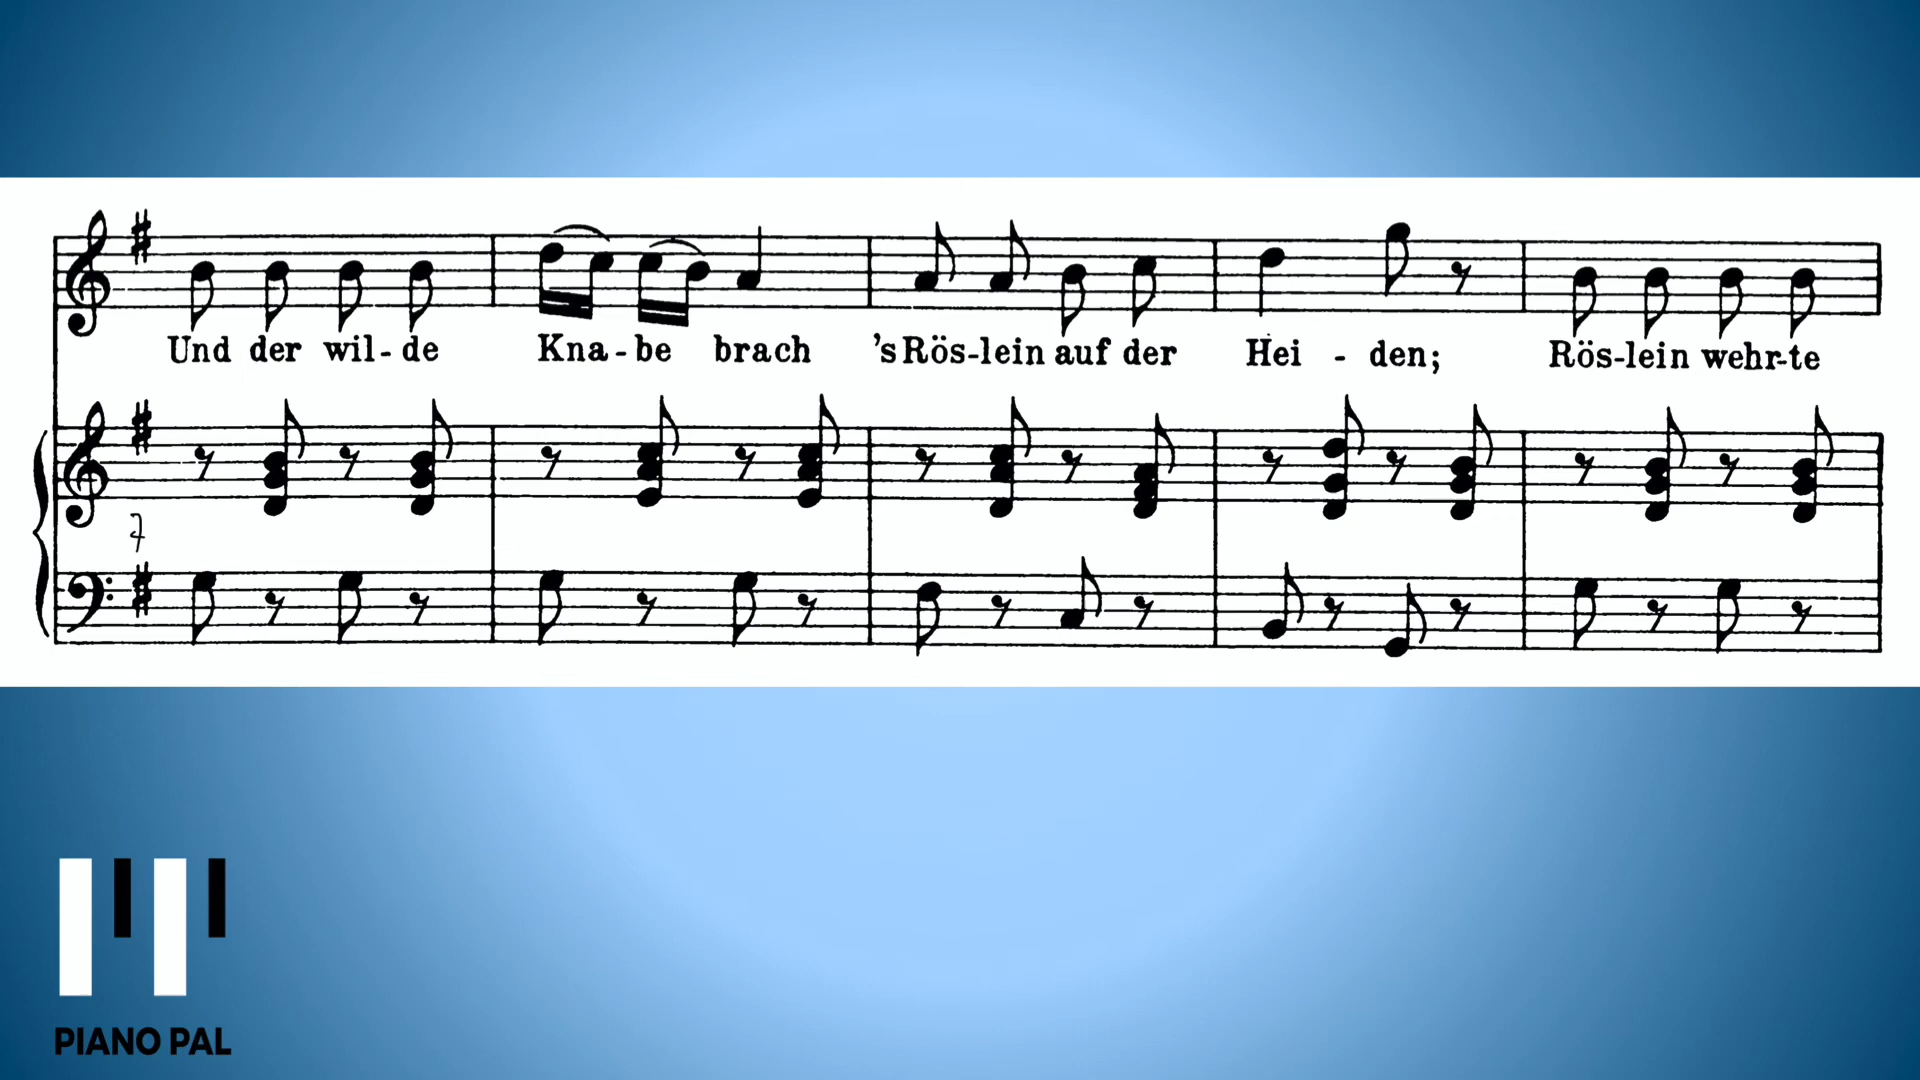 Und der wil-de Kna-be brach 's Rös-lein auf der Hei - den; Rös-lein wehr-te
7
PIANO PAL